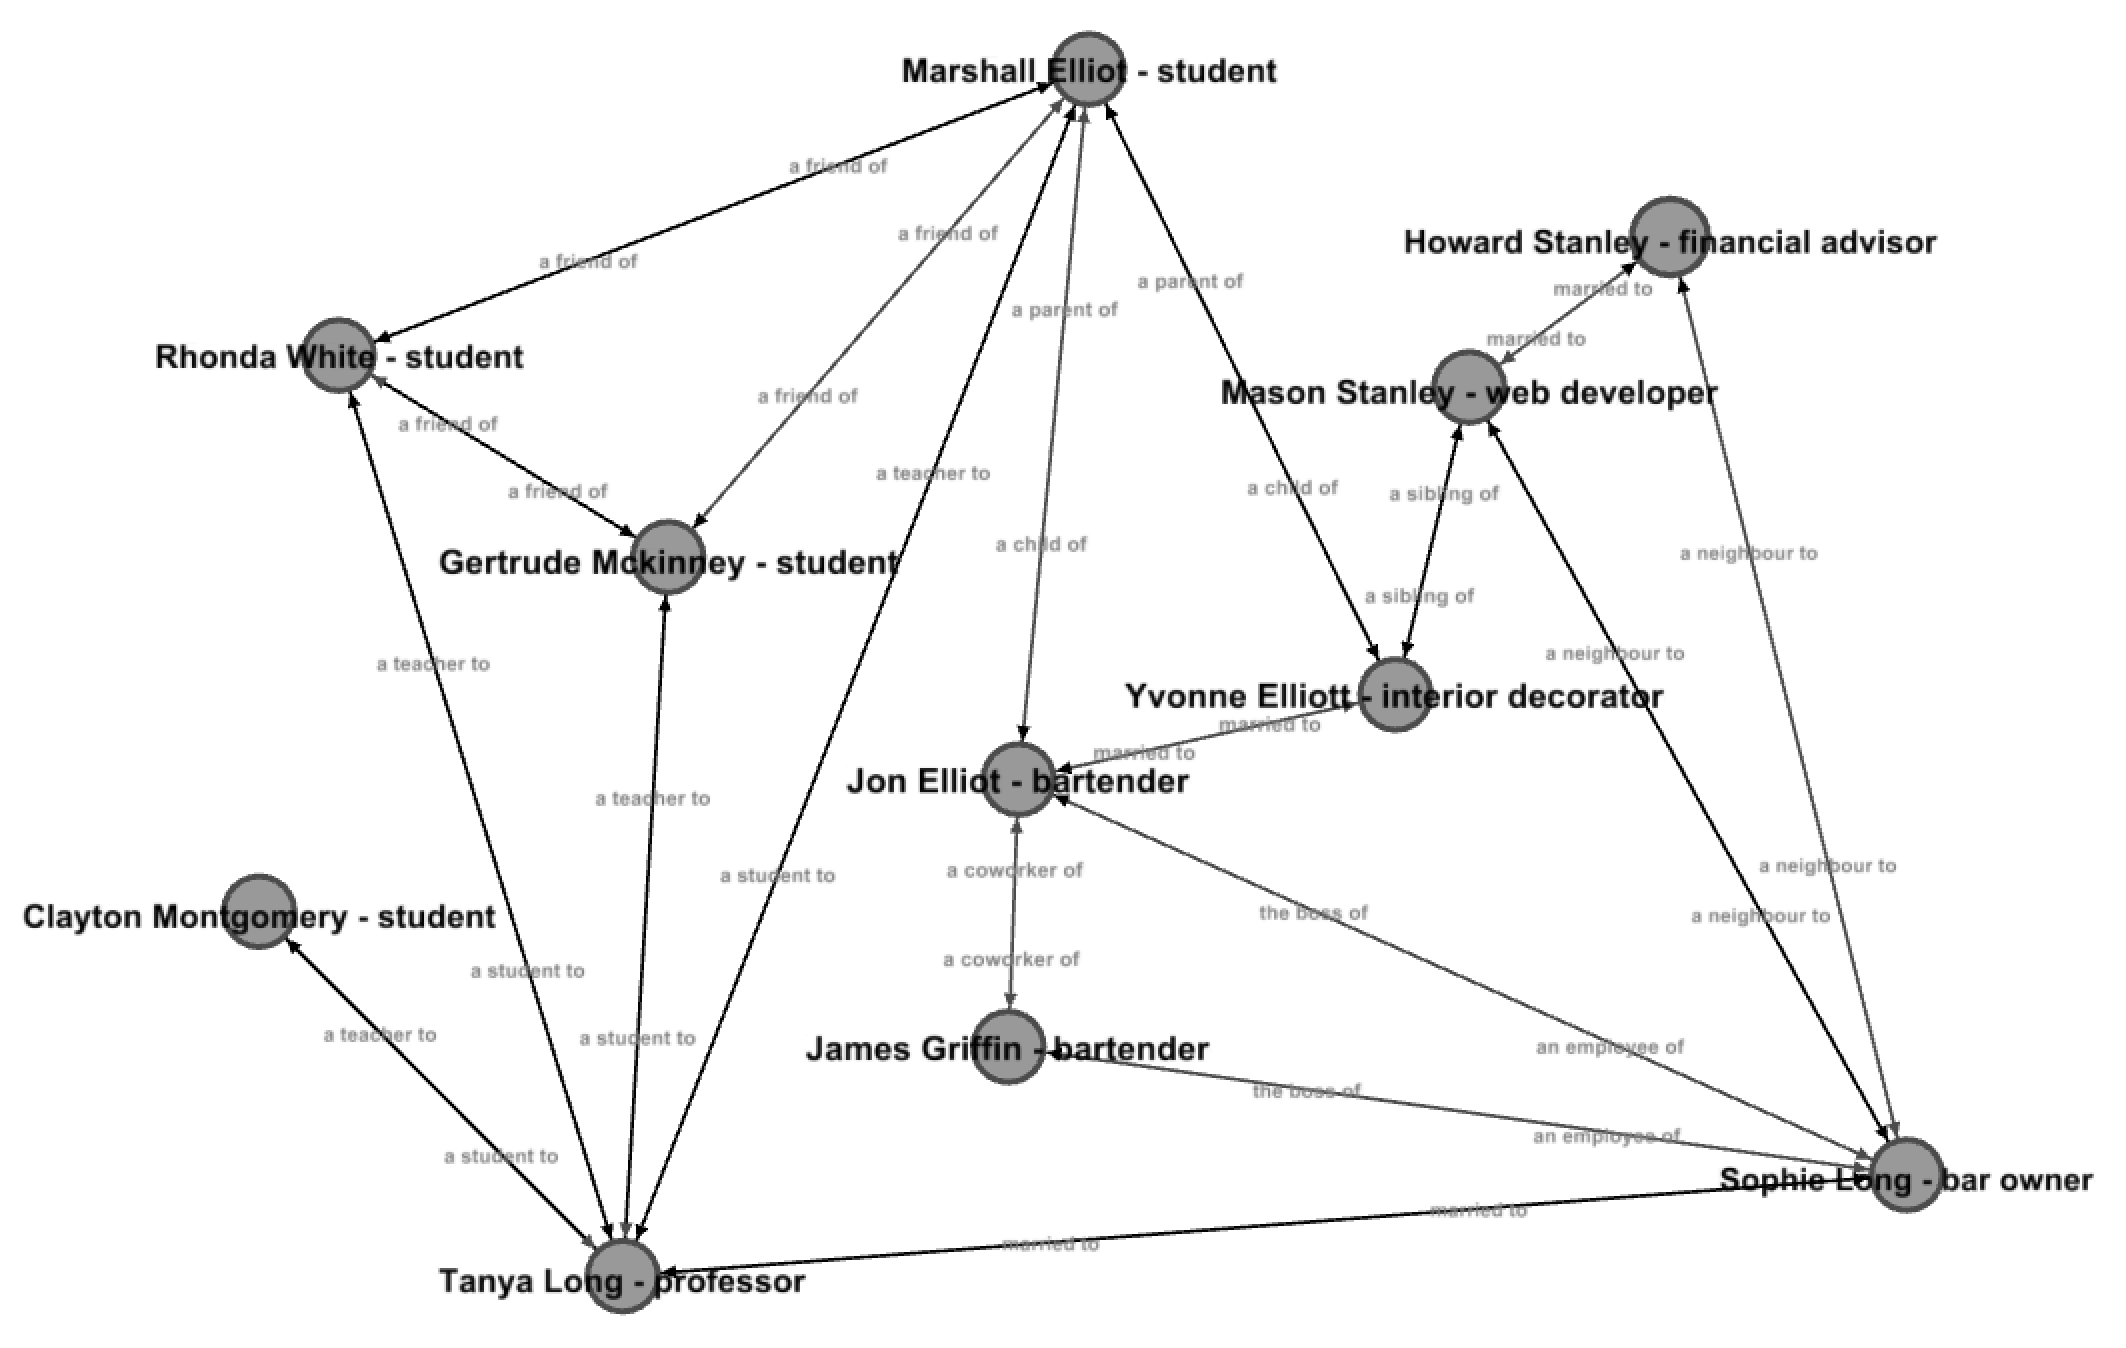 Marshall Elliot - student
a friend of
a friend of
Howard Stanley - financial advisor
a friend of
a parent of
married to
a parent of
married to
Rhonda White - student
Mason Stanley - web developer
a friend of
a friend of
a teacher to
a child of
a friend of
a sibling of
a child of
a neighbour to
Gertrude Mckinney - student
a sibling of
a neighbour to
a teacher to
Yvonne Elliott - interior decorator
married to
married to
Jon Elliot - bartender
a teacher to
a neighbour to
a coworker of
a student to
the boss of
a neighbour to
Clayton Montgomery - student
a coworker of
a student to
a teacher to
a student to
an employee of
James Griffin - bartender
the boss of
an employee of
a student to
Sophie Long - bar owner
married to
married to
Tanya Long - professor